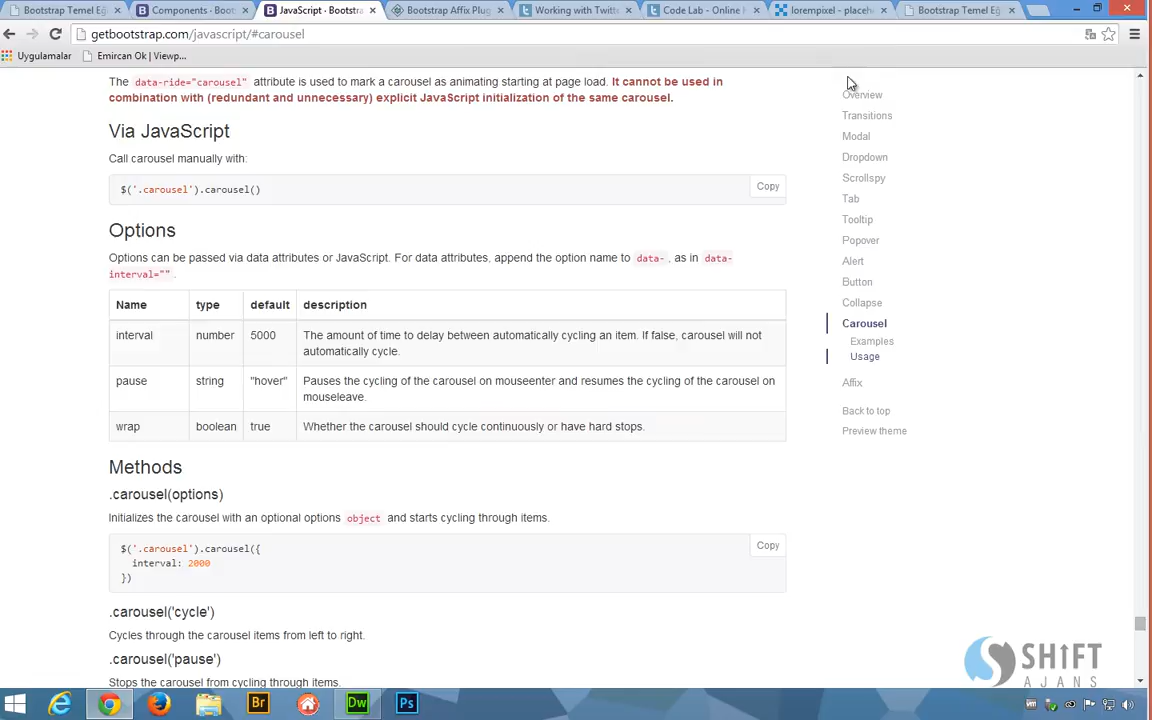 Bootstrap Temel Eğ
Components · Boots
JavaScript · Bootstra
Bootstrap Affix Plug
Working with Twitt
Code Lab - Online
lorempixel - placeh
Bootstrap Temel Eğ
getbootstrap.com/javascript/#carousel
Uygulamalar
Emircan Ok | Viewp...
The data-ride="carousel" attribute is used to mark a carousel as animating starting at page load. It cannot be used in
combination with (redundant and unnecessary) explicit JavaScript initialization of the same carousel.
Via JavaScript
Call carousel manually with:
$('.carousel').carousel()
Copy
Options
Options can be passed via data attributes or JavaScript. For data attributes, append the option name to data- , as in data-
interval="" .
Name type default description
interval number 5000 The amount of time to delay between automatically cycling an item. If false, carousel will not
automatically cycle.
pause string "hover" Pauses the cycling of the carousel on mouseenter and resumes the cycling of the carousel on
mouseleave.
wrap boolean true Whether the carousel should cycle continuously or have hard stops.
Methods
.carousel(options)
Initializes the carousel with an optional options object and starts cycling through items.
$('.carousel').carousel({
interval: 2000
})
Copy
.carousel('cycle')
Cycles through the carousel items from left to right.
.carousel('pause')
Stops the carousel from cycling through items.
Overview
Transitions
Modal
Dropdown
Scrollspy
Tab
Tooltip
Popover
Alert
Button
Collapse
Carousel
Examples
Usage
Affix
Back to top
Preview theme
SHiFT
AJANS
Br
Dw
Ps